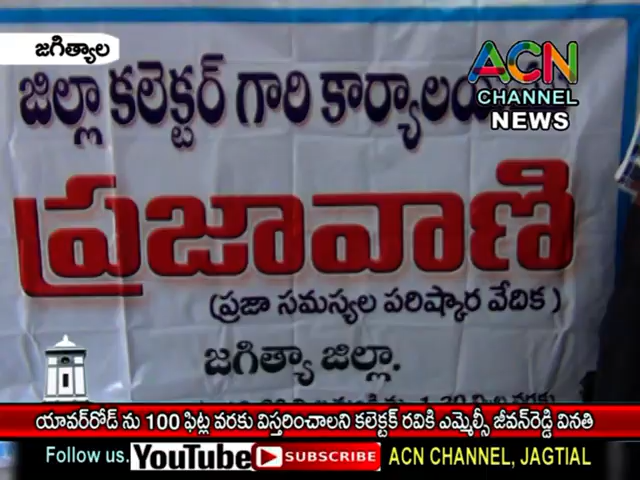 జగిత్యాల
ACN
CHANNEL
NEWS
జిల్లా కలెక్టర్ గారి కార్యాలయ
ప్రజావాణి
(ప్రజా సమస్యల పరిష్కార వేదిక )
జగిత్యా జిల్లా.
యావర్‌రోడ్ ను 100 ఫిట్ల వరకు విస్తరించాలని కలెక్టక్ రవికి ఎమ్మెల్సీ జీవన్‌రెడ్డి వినతి
Follow us. YouTube SUBSCRIBE ACN CHANNEL, JAGTIAL